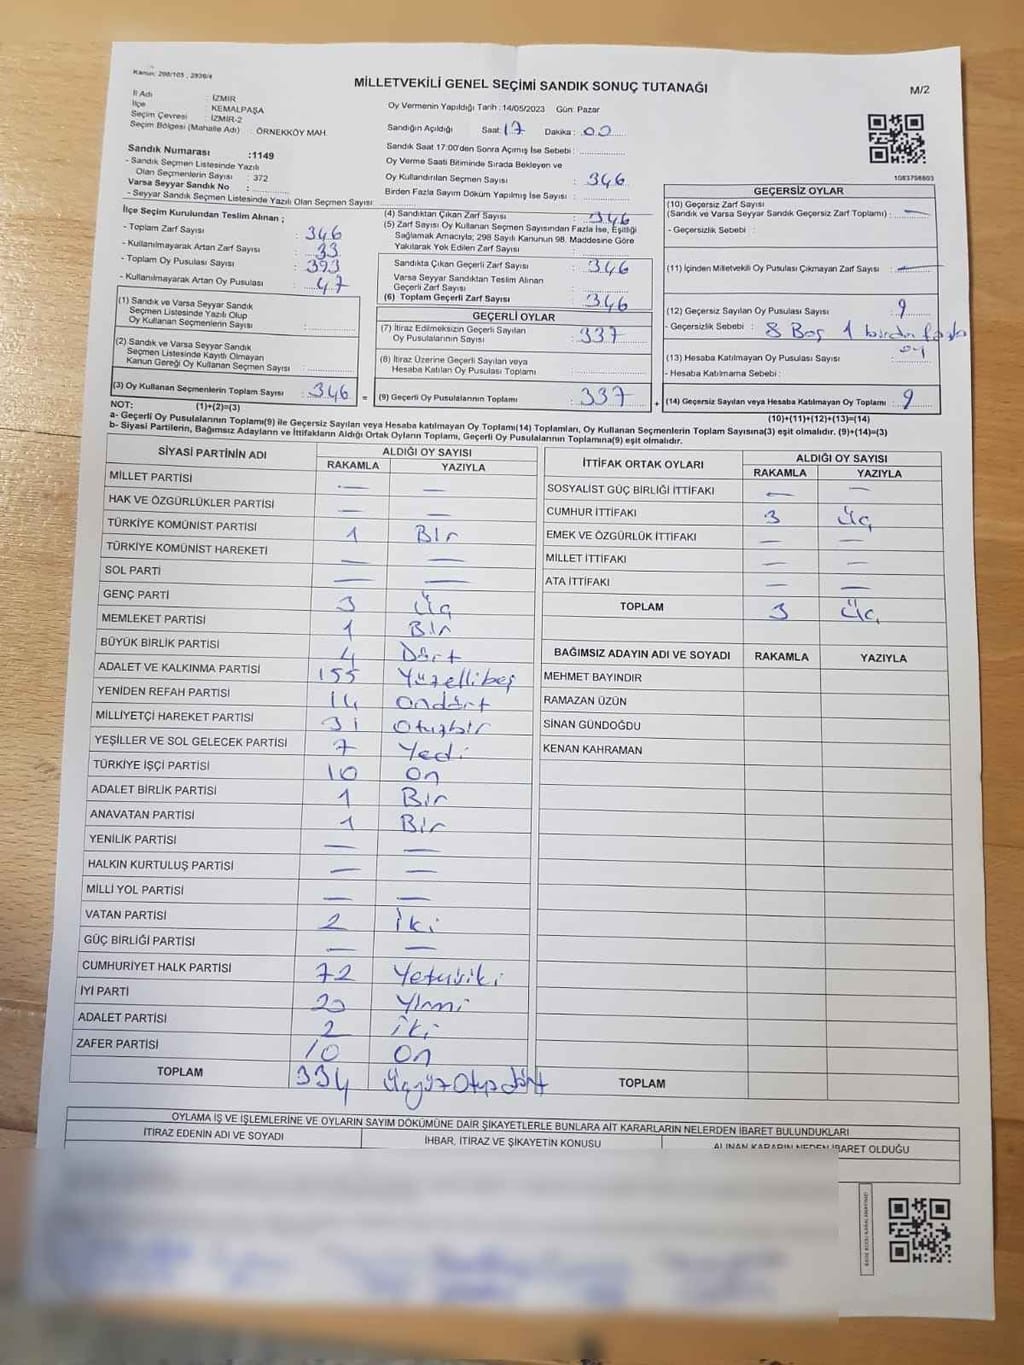 Kanun: 298/105 , 2839/4
MİLLETVEKİLİ GENEL SEÇİMİ SANDIK SONUÇ TUTANAĞI
M/2
İl Adı : İZMİR
İlçe : KEMALPAŞA
Seçim Çevresi : İZMİR-2
Seçim Bölgesi (Mahalle Adı) : ÖRNEKKÖY MAH.
Oy Vermenin Yapıldığı Tarih : 14/05/2023 Gün: Pazar
Sandığın Açıldığı Saat: 17 Dakika : 00
Sandık Saat 17:00'den Sonra Açımış İse Sebebi :
Oy Verme Saati Bitiminde Sırada Bekleyen ve
Oy Kullandırılan Seçmen Sayısı : 346
Birden Fazla Sayım Döküm Yapılmış İse Sayısı :
1083798803
Sandık Numarası :1149
- Sandık Seçmen Listesinde Yazılı
Olan Seçmenlerin Sayısı : 372
Varsa Seyyar Sandık No :
- Seyyar Sandık Seçmen Listesinde Yazılı Olan Seçmen Sayısı:
İlçe Seçim Kurulundan Teslim Alınan ;
- Toplam Zarf Sayısı : 346
- Kullanılmayarak Artan Zarf Sayısı : 33
- Toplam Oy Pusulası Sayısı : 393
- Kullanılmayarak Artan Oy Pusulası : 47
(1) Sandık ve Varsa Seyyar Sandık
Seçmen Listesinde Yazılı Olup
Oy Kullanan Seçmenlerin Sayısı :
(2) Sandık ve Varsa Seyyar Sandık
Seçmen Listesinde Kayıtlı Olmayan
Kanun Gereği Oy Kullanan Seçmen Sayısı :
(3) Oy Kullanan Seçmenlerin Toplam Sayısı : 346
(4) Sandıktan Çıkan Zarf Sayısı : 346
(5) Zarf Sayısı Oy Kullanan Seçmen Sayısından Fazla İse, Eşitliği
Sağlamak Amacıyla; 298 Sayılı Kanunun 98. Maddesine Göre
Yakılarak Yok Edilen Zarf Sayısı :
Sandıkta Çıkan Geçerli Zarf Sayısı : 346
Varsa Seyyar Sandıktan Teslim Alınan
Geçerli Zarf Sayısı :
(6) Toplam Geçerli Zarf Sayısı : 346
GEÇERLİ OYLAR
(7) İtiraz Edilmeksizin Geçerli Sayılan
Oy Pusulalarının Sayısı : 337
(8) İtiraz Üzerine Geçerli Sayılan veya
Hesaba Katılan Oy Pusulası Toplamı :
= (9) Geçerli Oy Pusulalarının Toplamı : 337
GEÇERSİZ OYLAR
(10) Geçersiz Zarf Sayısı
(Sandık ve Varsa Seyyar Sandık Geçersiz Zarf Toplamı) : —
- Geçersizlik Sebebi :
(11) İçinden Milletvekili Oy Pusulası Çıkmayan Zarf Sayısı : —
(12) Geçersiz Sayılan Oy Pusulası Sayısı : 9
- Geçersizlik Sebebi : 8 Boş 1 birden fazla
oy
(13) Hesaba Katılmayan Oy Pusulası Sayısı :
- Hesaba Katılmama Sebebi :
+ (14) Geçersiz Sayılan veya Hesaba Katılmayan Oy Toplamı : 9
NOT: (1)+(2)=(3)
(10)+(11)+(12)+(13)=(14)
a- Geçerli Oy Pusulalarının Toplamı(9) ile Geçersiz Sayılan veya Hesaba katılmayan Oy Toplamı(14) Toplamları, Oy Kullanan Seçmenlerin Toplam Sayısına(3) eşit olmalıdır. (9)+(14)=(3)
b- Siyasi Partilerin, Bağımsız Adayların ve İttifakların Aldığı Ortak Oyların Toplamı, Geçerli Oy Pusulalarının Toplamına(9) eşit olmalıdır.
SİYASİ PARTİNİN ADI ALDIĞI OY SAYISI
RAKAMLA YAZIYLA
MİLLET PARTİSİ — —
HAK VE ÖZGÜRLÜKLER PARTİSİ — —
TÜRKİYE KOMÜNİST PARTİSİ 1 Bir
TÜRKİYE KOMÜNİST HAREKETİ — —
SOL PARTİ — —
GENÇ PARTİ 3 Üç
MEMLEKET PARTİSİ 1 Bir
BÜYÜK BİRLİK PARTİSİ 4 Dört
ADALET VE KALKINMA PARTİSİ 155 Yüzellibeş
YENİDEN REFAH PARTİSİ 14 Ondört
MİLLİYETÇİ HAREKET PARTİSİ 31 Otuzbir
YEŞİLLER VE SOL GELECEK PARTİSİ 7 Yedi
TÜRKİYE İŞÇİ PARTİSİ 10 On
ADALET BİRLİK PARTİSİ 1 Bir
ANAVATAN PARTİSİ 1 Bir
YENİLİK PARTİSİ — —
HALKIN KURTULUŞ PARTİSİ — —
MİLLİ YOL PARTİSİ — —
VATAN PARTİSİ 2 İki
GÜÇ BİRLİĞİ PARTİSİ — —
CUMHURİYET HALK PARTİSİ 72 Yetmişiki
İYİ PARTİ 20 Yirmi
ADALET PARTİSİ 2 İki
ZAFER PARTİSİ 10 On
TOPLAM 334 ÜçyüzOtuzdört
İTTİFAK ORTAK OYLARI ALDIĞI OY SAYISI
RAKAMLA YAZIYLA
SOSYALİST GÜÇ BİRLİĞİ İTTİFAKI — —
CUMHUR İTTİFAKI 3 Üç
EMEK VE ÖZGÜRLÜK İTTİFAKI — —
MİLLET İTTİFAKI — —
ATA İTTİFAKI — —
TOPLAM 3 Üç
BAĞIMSIZ ADAYIN ADI VE SOYADI RAKAMLA YAZIYLA
MEHMET BAYINDIR
RAMAZAN ÜZÜN
SİNAN GÜNDOĞDU
KENAN KAHRAMAN
TOPLAM
OYLAMA İŞ VE İŞLEMLERİNE VE OYLARIN SAYIM DÖKÜMÜNE DAİR ŞİKAYETLERLE BUNLARA AİT KARARLARIN NELERDEN İBARET BULUNDUKLARI
İTİRAZ EDENİN ADI VE SOYADI İHBAR, İTİRAZ VE ŞİKAYETİN KONUSU ALINAN KARARIN NEDEN İBARET OLDUĞU